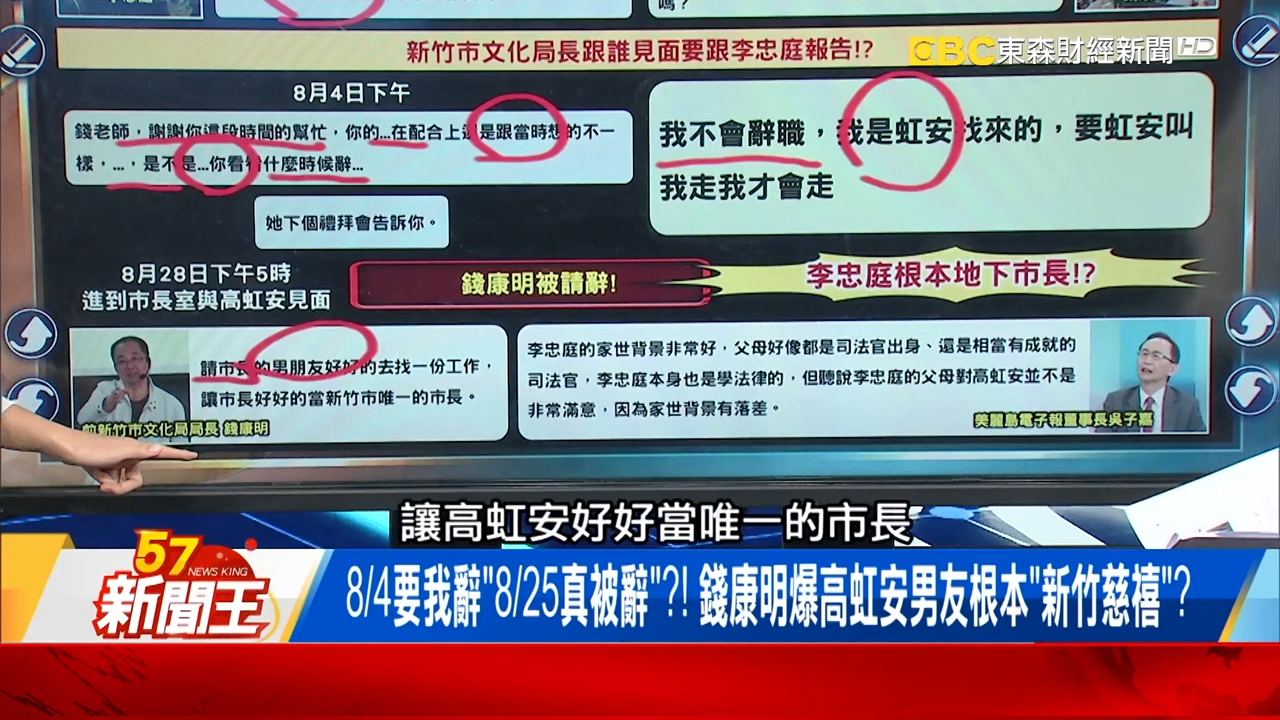 嗎？
新竹市文化局長跟誰見面要跟李忠庭報告!?
EBC 東森財經新聞 HD
8月4日下午
錢老師，謝謝你這段時間的幫忙，你的...在配合上還是跟當時想的不一
樣，...，是不是...你看看什麼時候辭...
我不會辭職，我是虹安找來的，要虹安叫
我走我才會走
她下個禮拜會告訴你。
8月28日下午5時
進到市長室與高虹安見面
錢康明被請辭!
李忠庭根本地下市長!?
請市長的男朋友好好的去找一份工作，
讓市長好好的當新竹市唯一的市長。
前新竹市文化局局長 錢康明
李忠庭的家世背景非常好，父母好像都是司法官出身、還是相當有成就的
司法官，李忠庭本身也是學法律的，但聽說李忠庭的父母對高虹安並不是
非常滿意，因為家世背景有落差。
美麗島電子報董事長吳子嘉
讓高虹安好好當唯一的市長
57
NEWS KING
新聞王
8/4要我辭"8/25真被辭"?! 錢康明爆高虹安男友根本"新竹慈禧"?